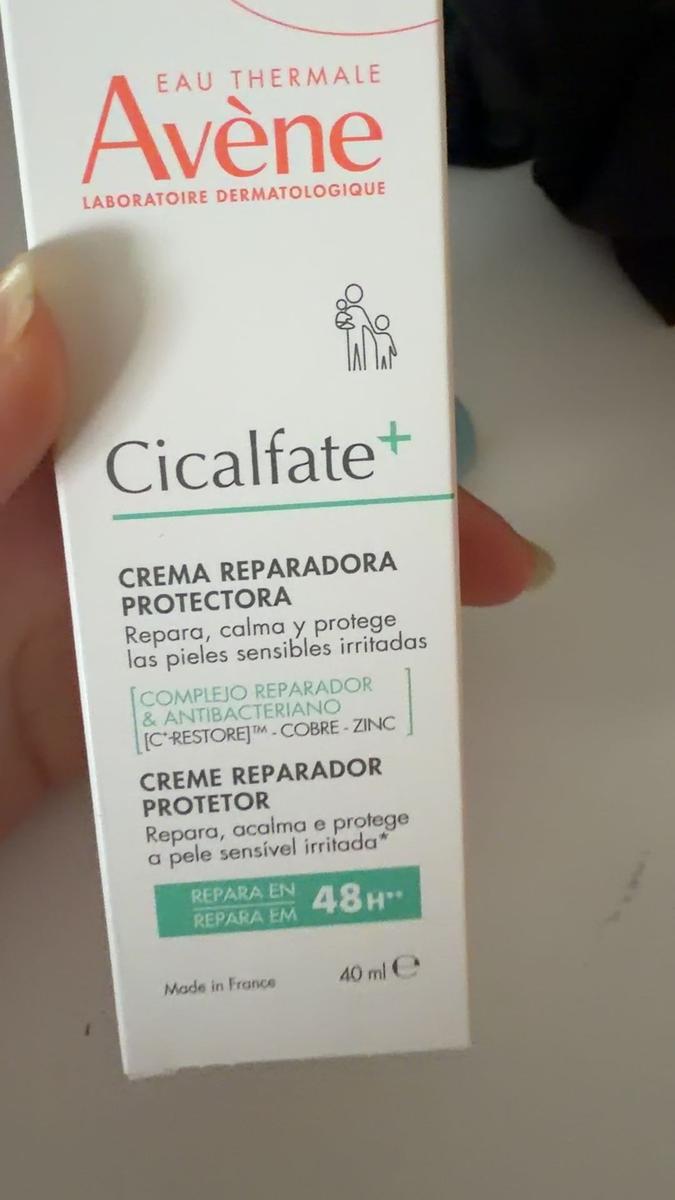 EAU THERMALE
Avène
LABORATOIRE DERMATOLOGIQUE
Cicalfate+
CREMA REPARADORA
PROTECTORA
Repara, calma y protege
las pieles sensibles irritadas
COMPLEJO REPARADOR
& ANTIBACTERIANO
[C+-RESTORE]™ - COBRE - ZINC
CREME REPARADOR
PROTETOR
Repara, acalma e protege
a pele sensível irritada*
REPARA EN
REPARA EM
48H**
Made in France
40 ml ℮